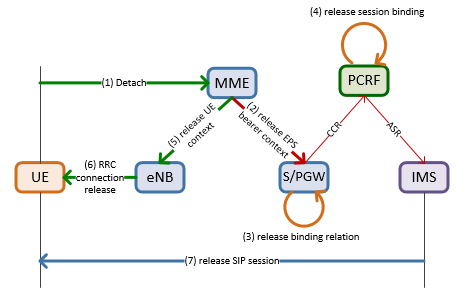 (4) release session binding
(1) Detach
MME
PCRF
(5) release UE
context
(2) release EPS
bearer context
CCR
ASR
(6) RRC
connection
release
UE
eNB
S/PGW
IMS
(3) release binding relation
(7) release SIP session